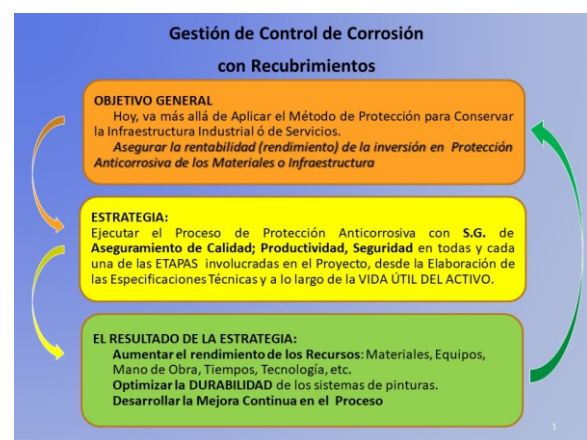 Gestión de Control de Corrosión
con Recubrimientos
OBJETIVO GENERAL
Hoy, va más allá de Aplicar el Método de Protección para Conservar
la Infraestructura Industrial ó de Servicios.
Asegurar la rentabilidad (rendimiento) de la inversión en Protección
Anticorrosiva de los Materiales o Infraestructura
ESTRATEGIA:
Ejecutar el Proceso de Protección Anticorrosiva con S.G. de
Aseguramiento de Calidad; Productividad, Seguridad en todas y cada
una de las ETAPAS involucradas en el Proyecto, desde la Elaboración de
las Especificaciones Técnicas y a lo largo de la VIDA ÚTIL DEL ACTIVO.
EL RESULTADO DE LA ESTRATEGIA:
Aumentar el rendimiento de los Recursos: Materiales, Equipos,
Mano de Obra, Tiempos, Tecnología, etc.
Optimizar la DURABILIDAD de los sistemas de pinturas.
Desarrollar la Mejora Continua en el Proceso
1